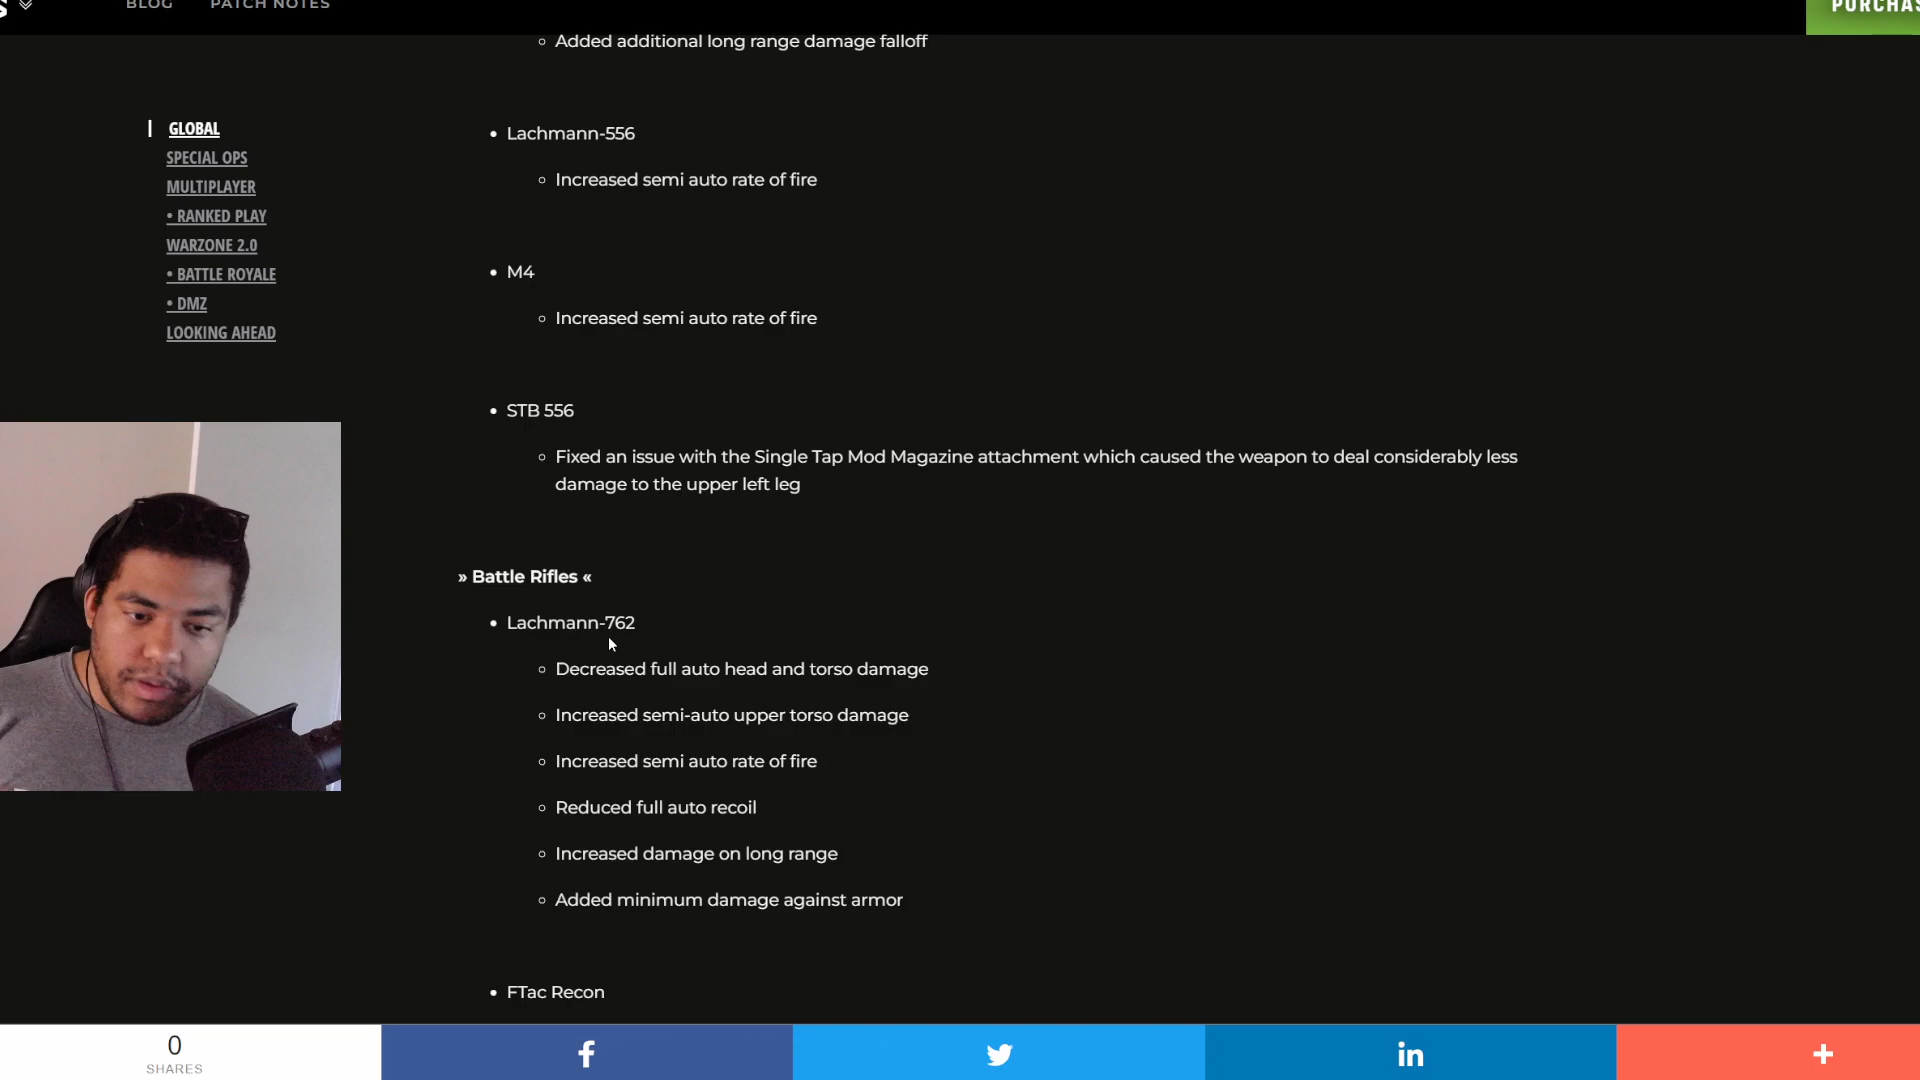 BLOG
PATCH NOTES
Added additional long range damage falloff
GLOBAL
SPECIAL OPS
MULTIPLAYER
• RANKED PLAY
WARZONE 2.0
• BATTLE ROYALE
• DMZ
LOOKING AHEAD
• Lachmann-556
Increased semi auto rate of fire
• M4
Increased semi auto rate of fire
• STB 556
Fixed an issue with the Single Tap Mod Magazine attachment which caused the weapon to deal considerably less
damage to the upper left leg
» Battle Rifles «
• Lachmann-762
Decreased full auto head and torso damage
Increased semi-auto upper torso damage
Increased semi auto rate of fire
Reduced full auto recoil
Increased damage on long range
Added minimum damage against armor
• FTac Recon
0
SHARES